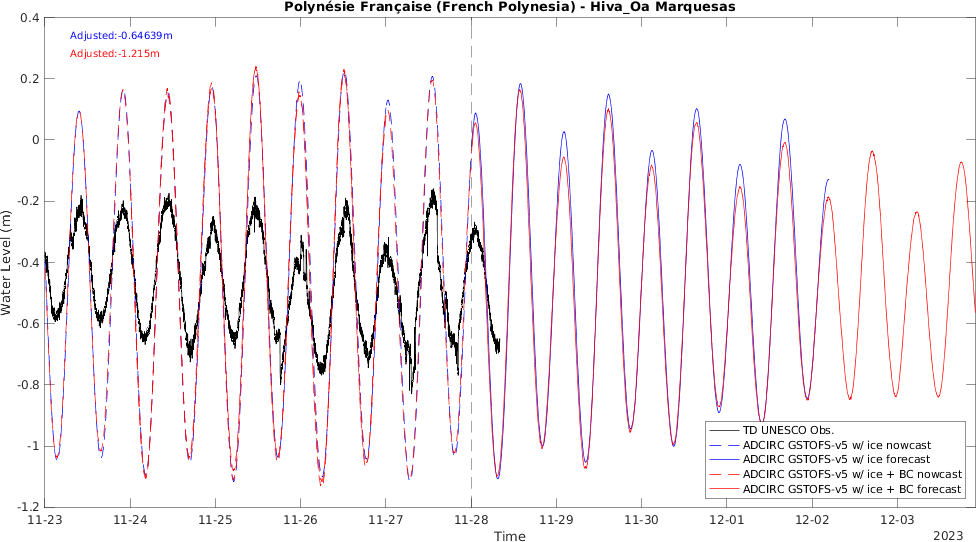 Polynésie Française (French Polynesia) - Hiva_Oa Marquesas
0.4
Adjusted:-0.64639m
Adjusted:-1.215m
0.2
0
-0.2
-0.4
-0.6
-0.8
-1
-1.2
Water Level (m)
TD UNESCO Obs.
ADCIRC GSTOFS-v5 w/ ice nowcast
ADCIRC GSTOFS-v5 w/ ice forecast
ADCIRC GSTOFS-v5 w/ ice + BC nowcast
ADCIRC GSTOFS-v5 w/ ice + BC forecast
11-23 11-24 11-25 11-26 11-27 11-28 11-29 11-30 12-01 12-02 12-03
Time
2023